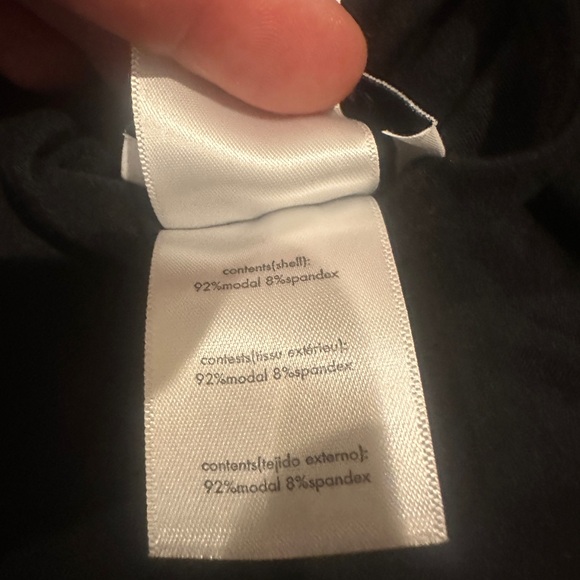 contents(shell):
92%modal 8%spandex
contests(tissu extérieu):
92%modal 8%spandex
contents(tejido externo):
92%modal 8%spandex